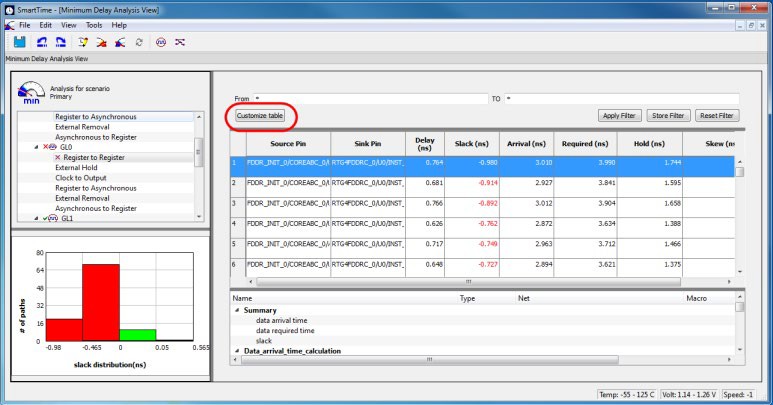 SmartTime - [Minimum Delay Analysis View]
File Edit View Tools Help
Minimum Delay Analysis View
Analysis for scenario
Primary
min
Register to Asynchronous
External Removal
Asynchronous to Register
GL0
Register to Register
External Hold
Clock to Output
Register to Asynchronous
External Removal
Asynchronous to Register
GL1
From * TO *
Customize table Apply Filter Store Filter Reset Filter
Source Pin Sink Pin Delay (ns) Slack (ns) Arrival (ns) Required (ns) Hold (ns) Skew (n
1 FDDR_INIT_0/COREABC_0/ RTG4FDDRC_0/U0/INST_ 0.764 -0.980 3.010 3.990 1.744
2 FDDR_INIT_0/COREABC_0/ RTG4FDDRC_0/U0/INST_ 0.681 -0.914 2.927 3.841 1.595
3 FDDR_INIT_0/COREABC_0/ RTG4FDDRC_0/U0/INST_ 0.766 -0.892 3.012 3.904 1.658
4 FDDR_INIT_0/COREABC_0/ RTG4FDDRC_0/U0/INST_ 0.626 -0.762 2.872 3.634 1.388
5 FDDR_INIT_0/COREABC_0/ RTG4FDDRC_0/U0/INST_ 0.717 -0.749 2.963 3.712 1.466
6 FDDR_INIT_0/COREABC_0/ RTG4FDDRC_0/U0/INST_ 0.648 -0.727 2.894 3.621 1.375
Name Type Net Macro
Summary
data arrival time
data required time
slack
Data_arrival_time_calculation
# of paths
80
64
48
32
16
0
-0.98 -0.465 0 0.05 0.565
slack distribution(ns)
Temp: -55 - 125 C Volt: 1.14 - 1.26 V Speed: -1